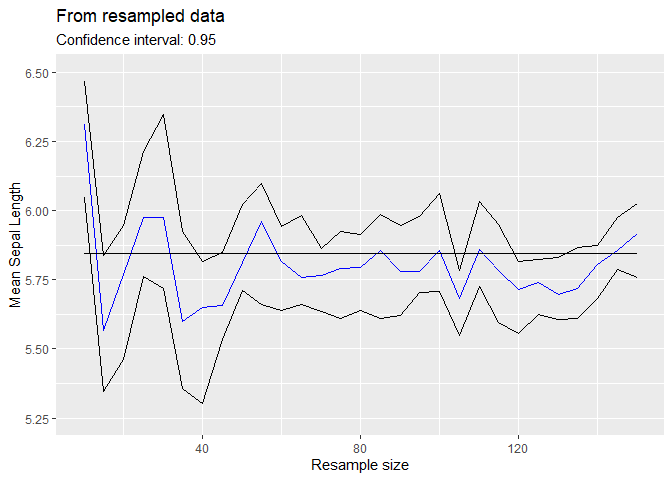 From resampled data
Confidence interval: 0.95
Mean Sepal Length
6.50
6.25
6.00
5.75
5.50
5.25
40
80
120
Resample size